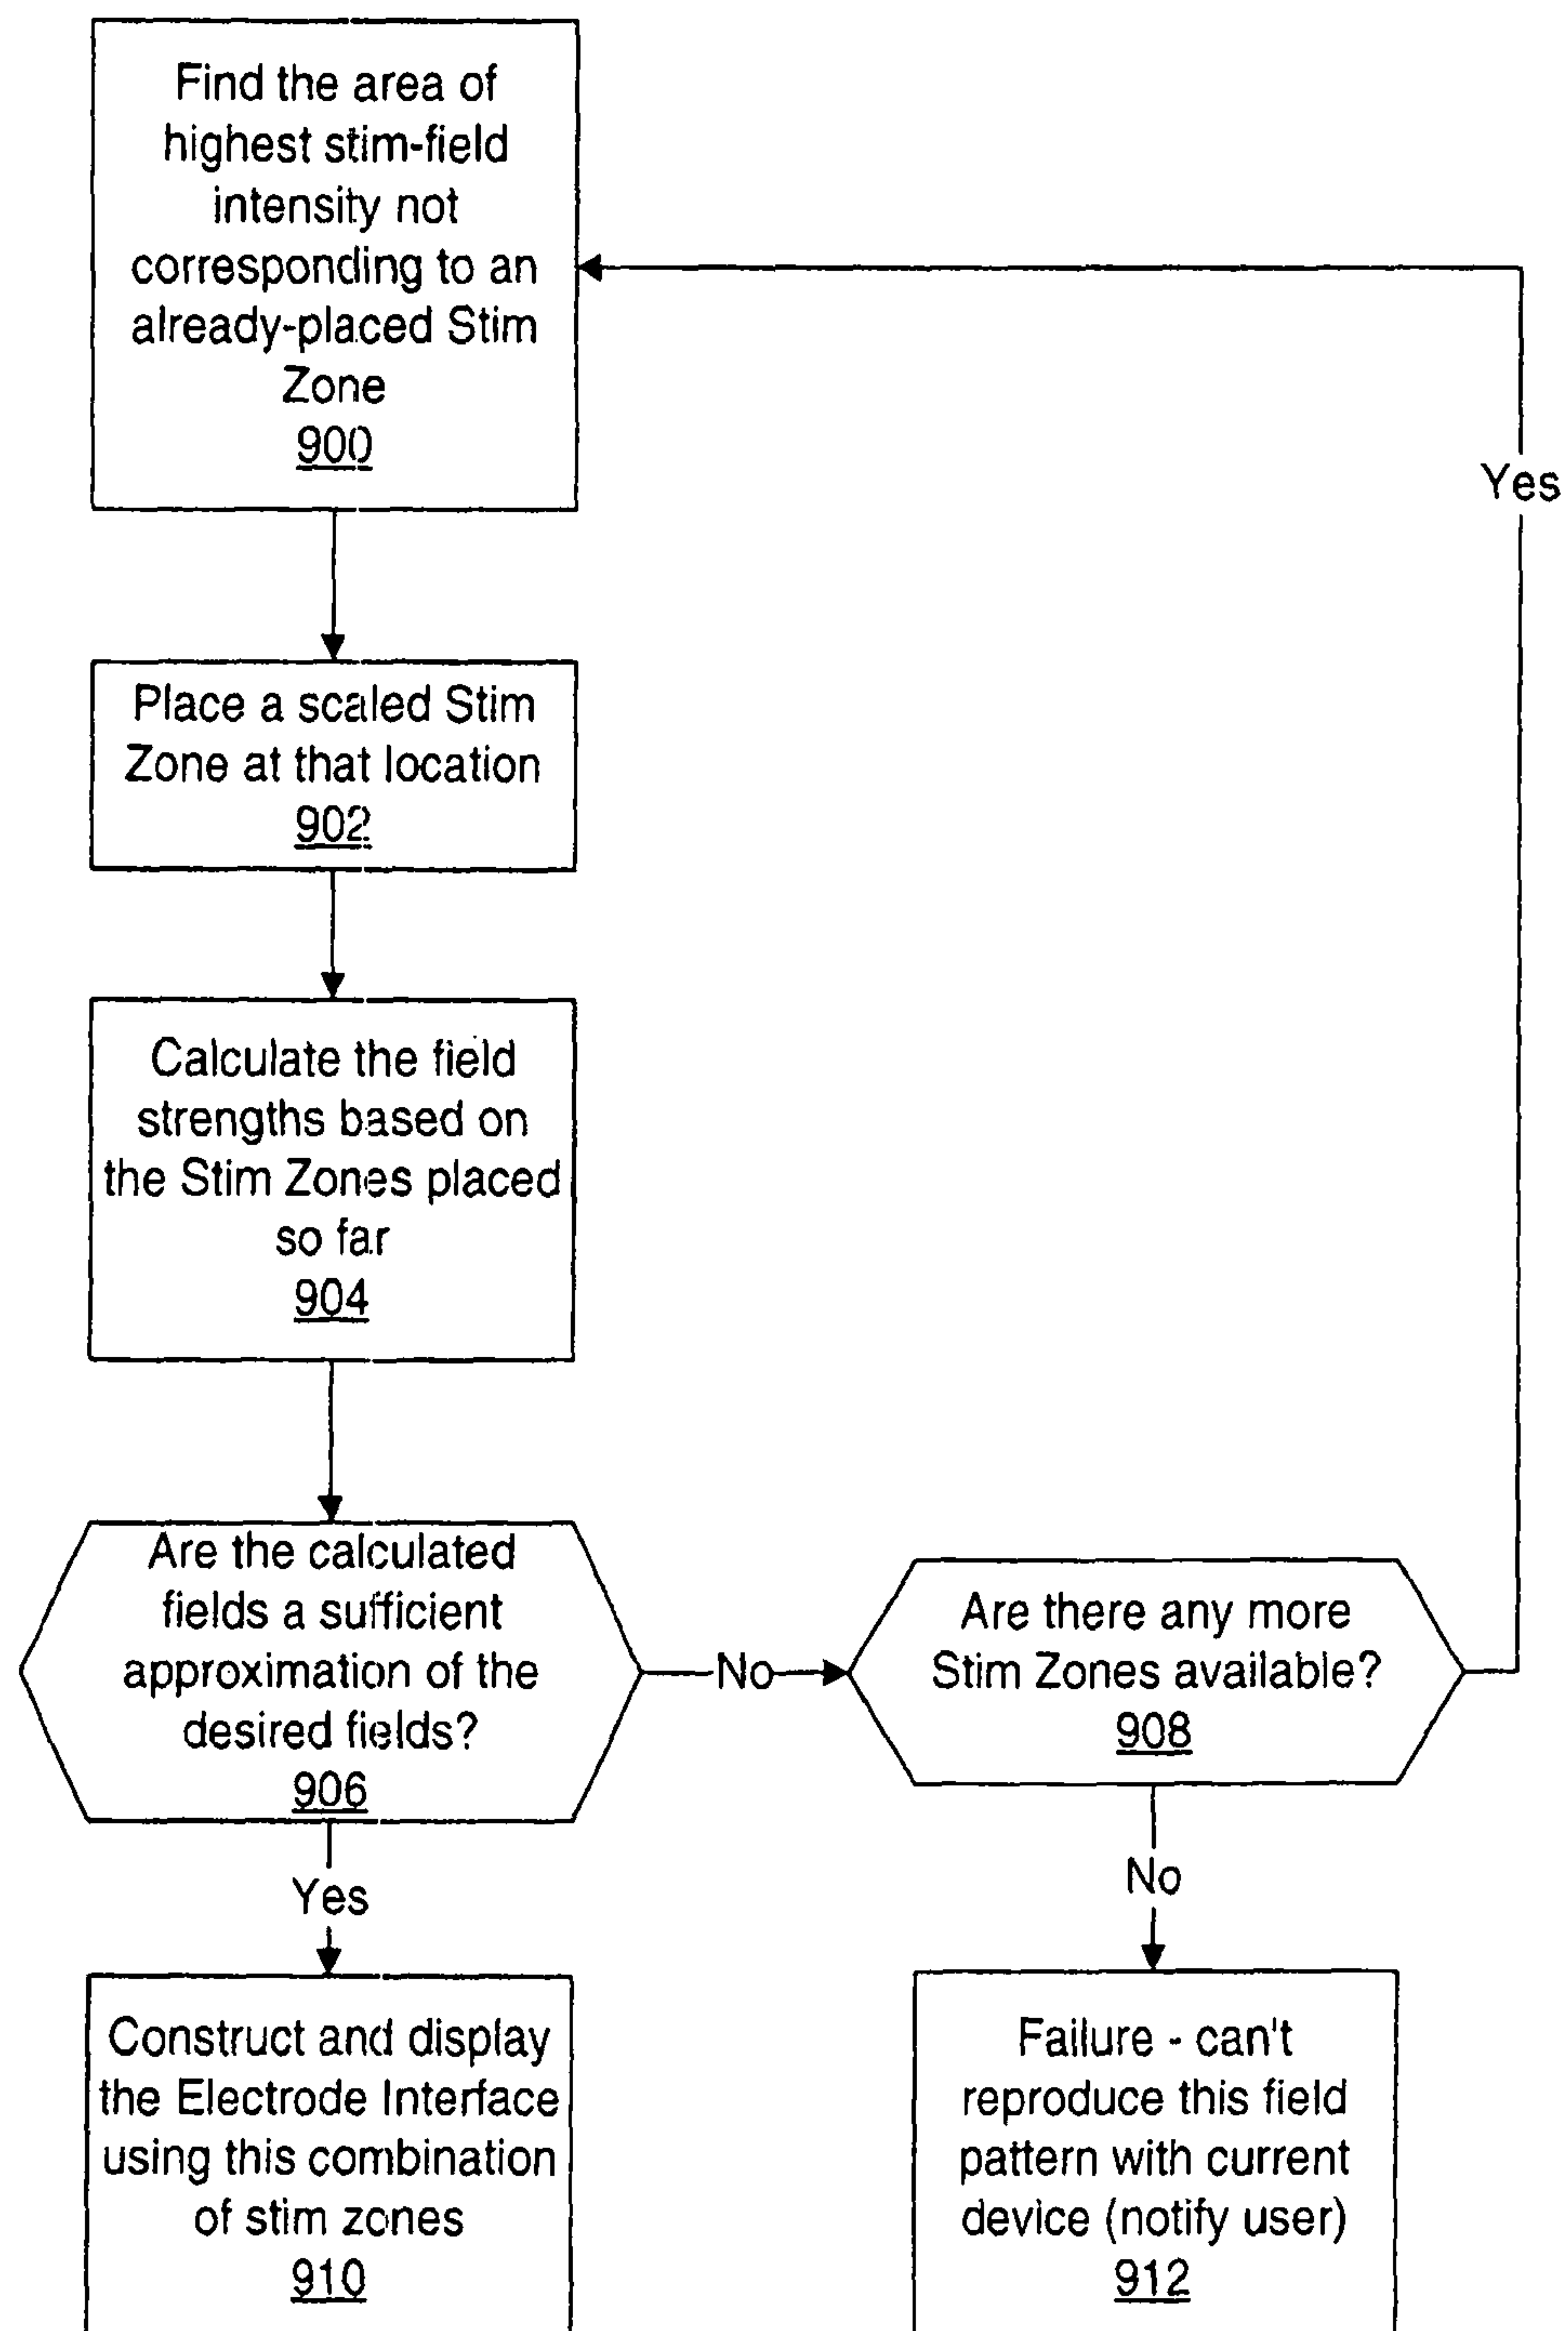 Find the area of
highest stim-field
intensity not
corresponding to an
already-placed Stim
Zone
900
Yes
Place a scaled Stim
Zone at that location
902
Calculate the field
strengths based on
the Stim Zones placed
so far
904
Are the calculated
fields a sufficient
approximation of the
desired fields?
906
No
Are there any more
Stim Zones available?
908
Yes
No
Construct and display
the Electrode Interface
using this combination
of stim zones
910
Failure - can't
reproduce this field
pattern with current
device (notify user)
912